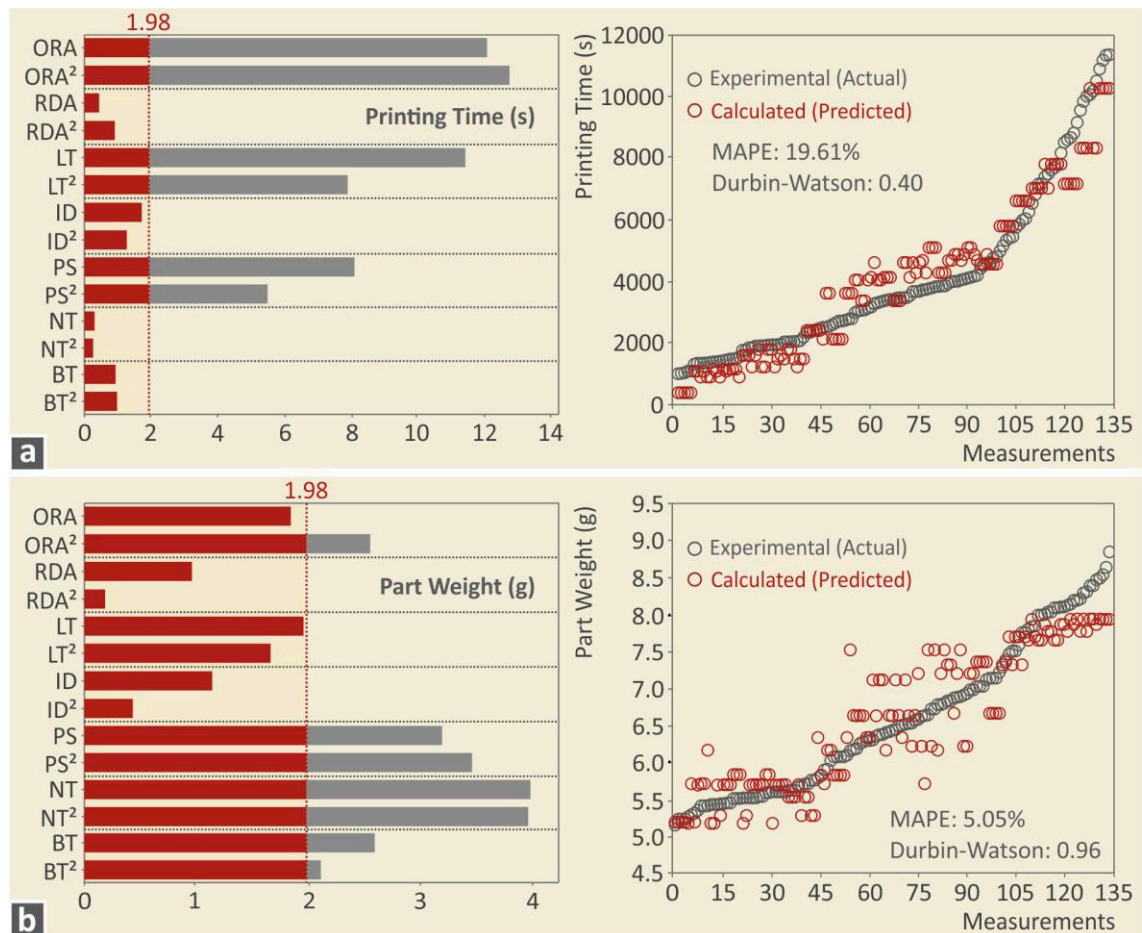 1.98
ORA
ORA²
RDA
RDA²
LT
LT²
ID
ID²
PS
PS²
NT
NT²
BT
BT²
Printing Time (s)
0 2 4 6 8 10 12 14
a
Printing Time (s)
12000
10000
8000
6000
4000
2000
0
Experimental (Actual)
Calculated (Predicted)
MAPE: 19.61%
Durbin-Watson: 0.40
0 15 30 45 60 75 90 105 120 135
Measurements
1.98
ORA
ORA²
RDA
RDA²
LT
LT²
ID
ID²
PS
PS²
NT
NT²
BT
BT²
Part Weight (g)
0 1 2 3 4
b
Part Weight (g)
9.5
9.0
8.5
8.0
7.5
7.0
6.5
6.0
5.5
5.0
4.5
Experimental (Actual)
Calculated (Predicted)
MAPE: 5.05%
Durbin-Watson: 0.96
0 15 30 45 60 75 90 105 120 135
Measurements